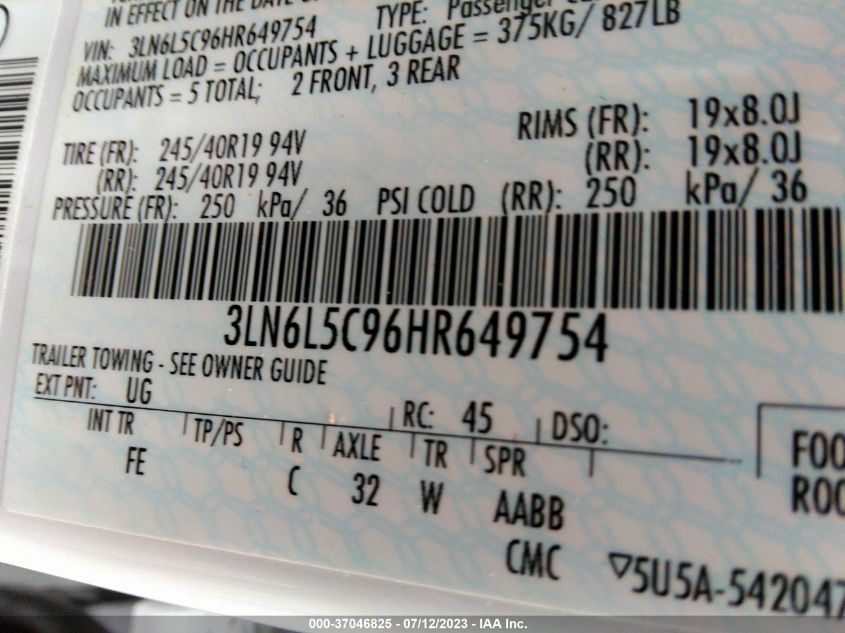 IN EFFECT ON THE DATE OF
VIN: 3LN6L5C96HR649754 TYPE: Passenger
MAXIMUM LOAD = OCCUPANTS + LUGGAGE = 375KG/ 827LB
OCCUPANTS = 5 TOTAL; 2 FRONT, 3 REAR
TIRE (FR): 245/40R19 94V RIMS (FR): 19x8.0J
(RR): 245/40R19 94V (RR): 19x8.0J
PRESSURE (FR): 250 kPa/ 36 PSI COLD (RR): 250 kPa/ 36
3LN6L5C96HR649754
TRAILER TOWING - SEE OWNER GUIDE
EXT PNT: UG RC: 45 DSO:
INT TR TP/PS R AXLE TR SPR
FE C 32 W AABB
CMC
FOO
ROO
▽5U5A-542047
000-37046825 - 07/12/2023 - IAA Inc.